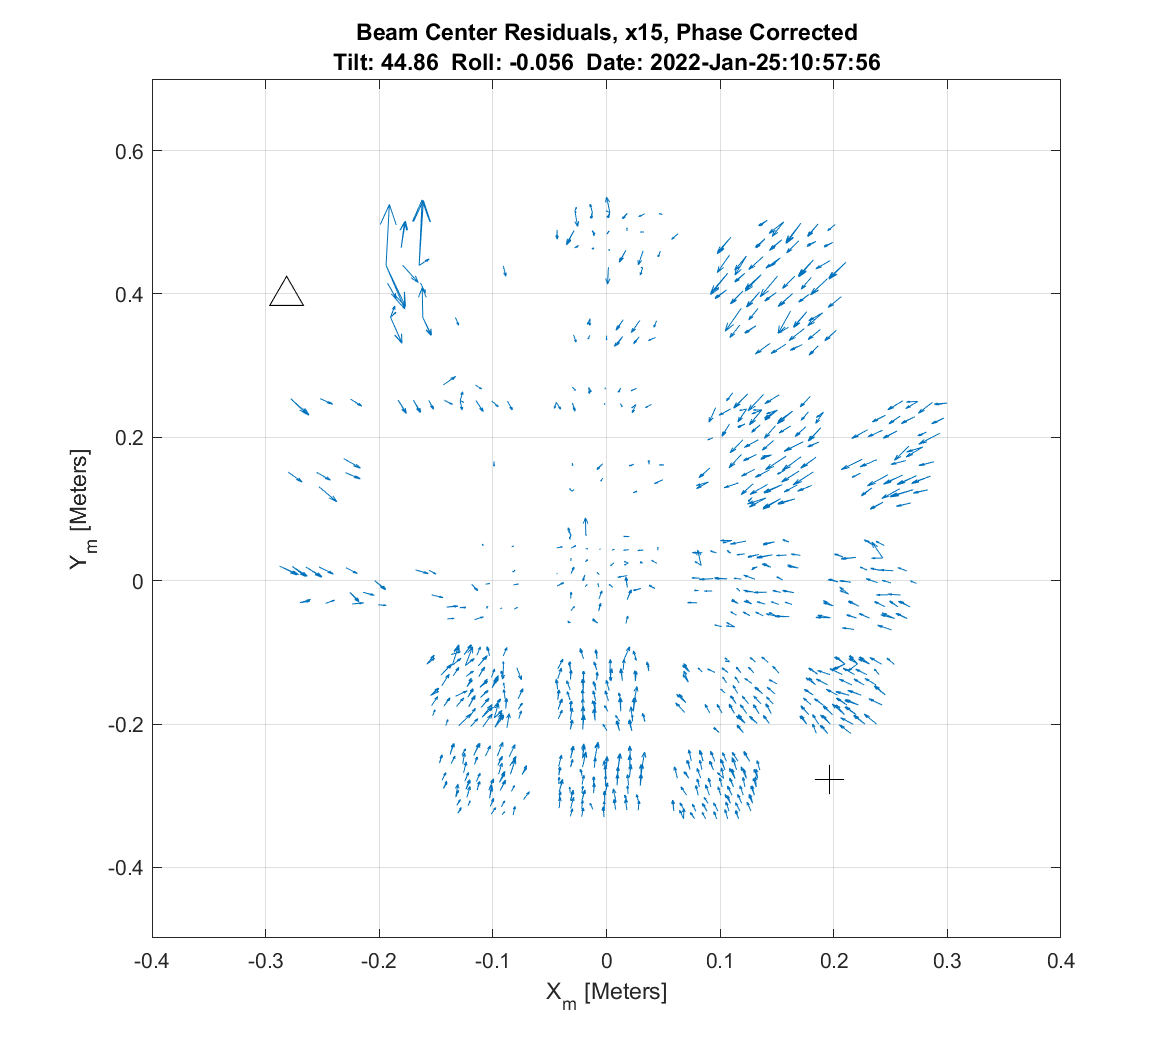 Beam Center Residuals, x15, Phase Corrected
Tilt: 44.86  Roll: -0.056  Date: 2022-Jan-25:10:57:56
0.6
0.4
0.2
0
-0.2
-0.4
Y_m [Meters]
-0.4 -0.3 -0.2 -0.1 0 0.1 0.2 0.3 0.4
X_m [Meters]